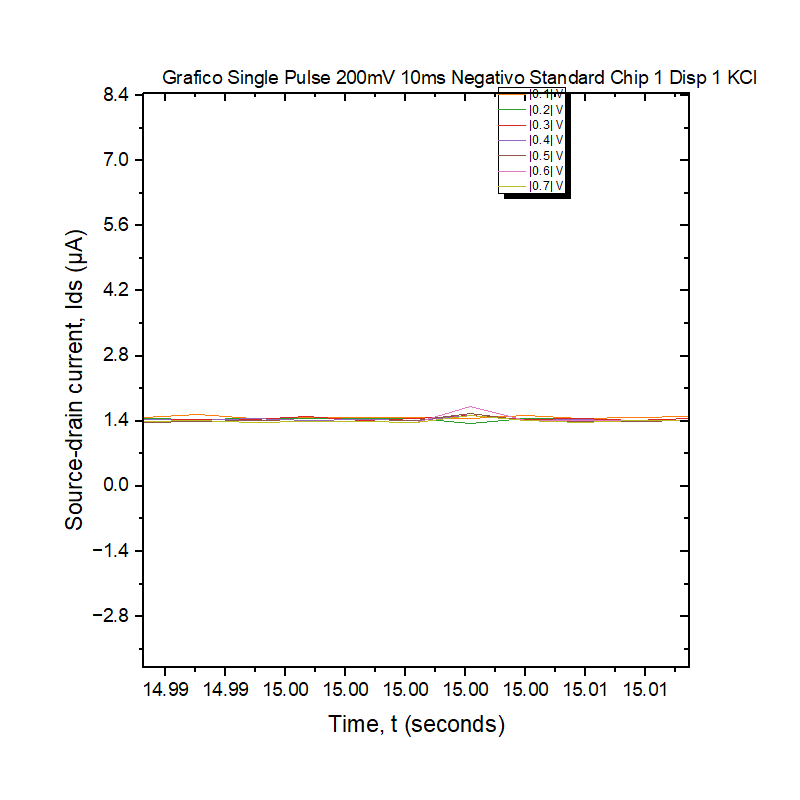 Grafico Single Pulse 200mV 10ms Negativo Standard Chip 1 Disp 1 KCl
8.4
7.0
5.6
4.2
2.8
1.4
0.0
−1.4
−2.8
Source-drain current, Ids (µA)
|0.1| V
|0.2| V
|0.3| V
|0.4| V
|0.5| V
|0.6| V
|0.7| V
14.99 14.99 15.00 15.00 15.00 15.00 15.00 15.01 15.01
Time, t (seconds)